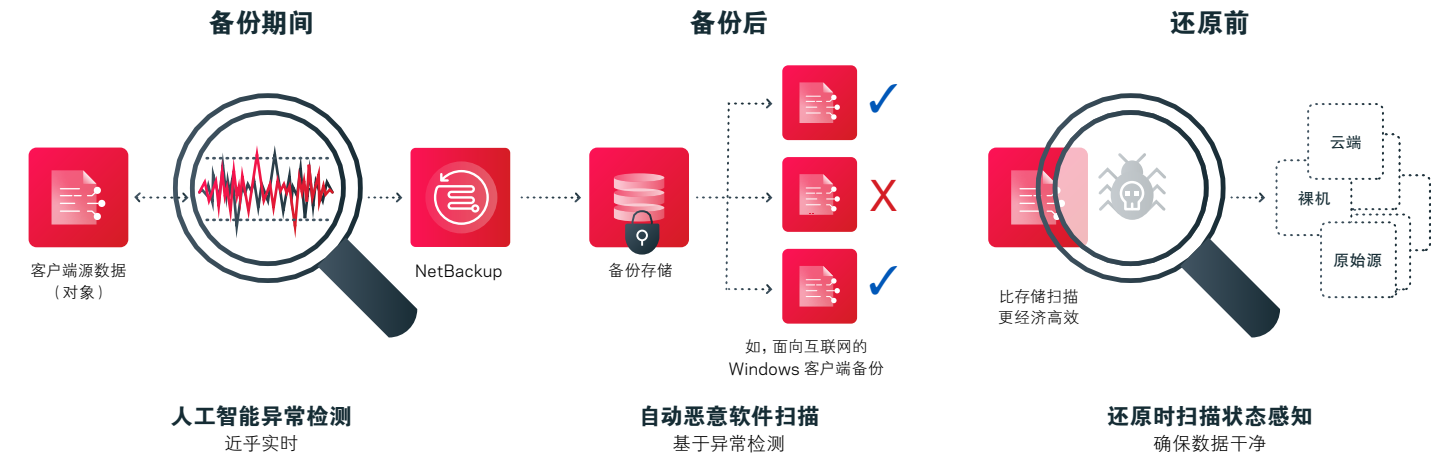 备份期间
客户端源数据
(对象)
NetBackup
人工智能异常检测
近乎实时
备份后
备份存储
X
如,面向互联网的
Windows 客户端备份
自动恶意软件扫描
基于异常检测
还原前
比存储扫描
更经济高效
云端
裸机
原始源
还原时扫描状态感知
确保数据干净